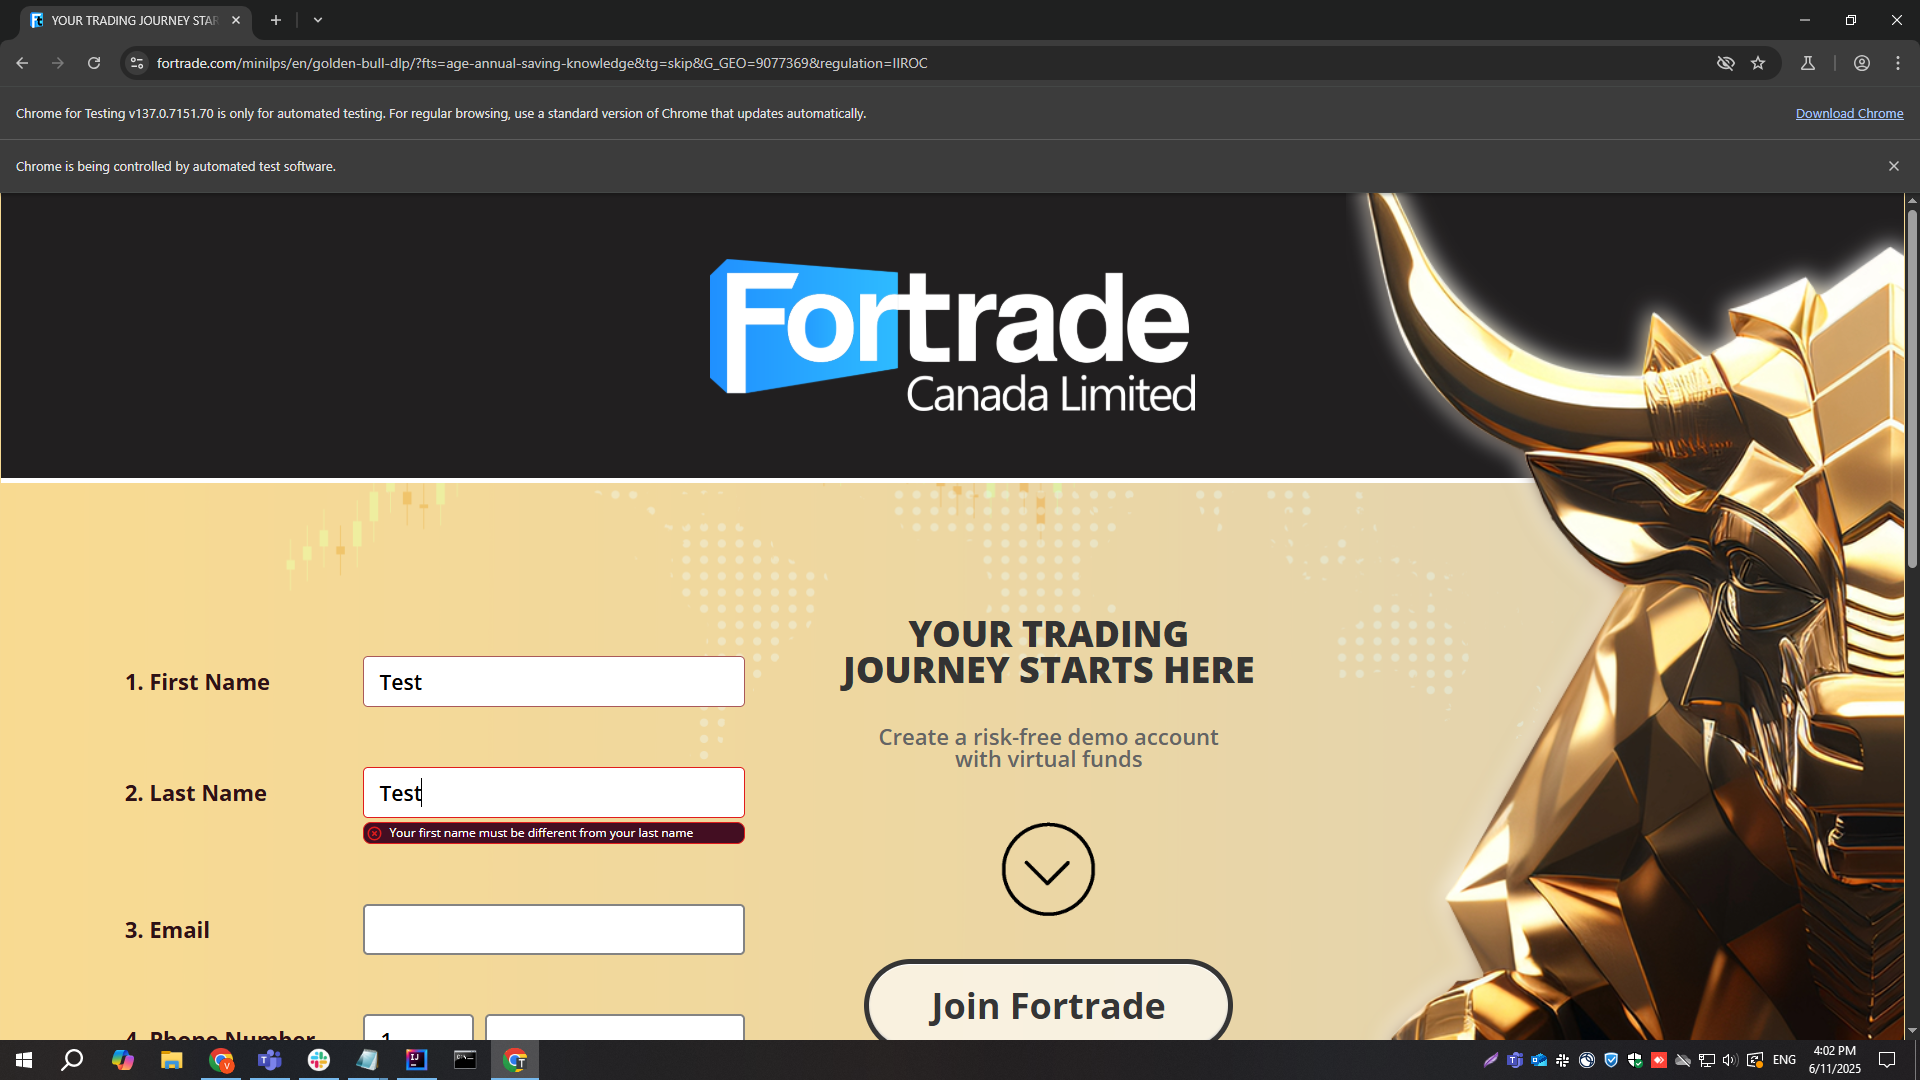 YOUR TRADING JOURNEY STAR
fortrade.com/minilps/en/golden-bull-dlp/?fts=age-annual-saving-knowledge&tg=skip&G_GEO=9077369&regulation=IIROC
Chrome for Testing v137.0.7151.70 is only for automated testing. For regular browsing, use a standard version of Chrome that updates automatically.
Download Chrome
Chrome is being controlled by automated test software.
Fortrade
Canada Limited
YOUR TRADING
JOURNEY STARTS HERE
Create a risk-free demo account
with virtual funds
Join Fortrade
1. First Name
Test
2. Last Name
Test
Your first name must be different from your last name
3. Email
4. Phone Number
1
ENG
4:02 PM
6/11/2025